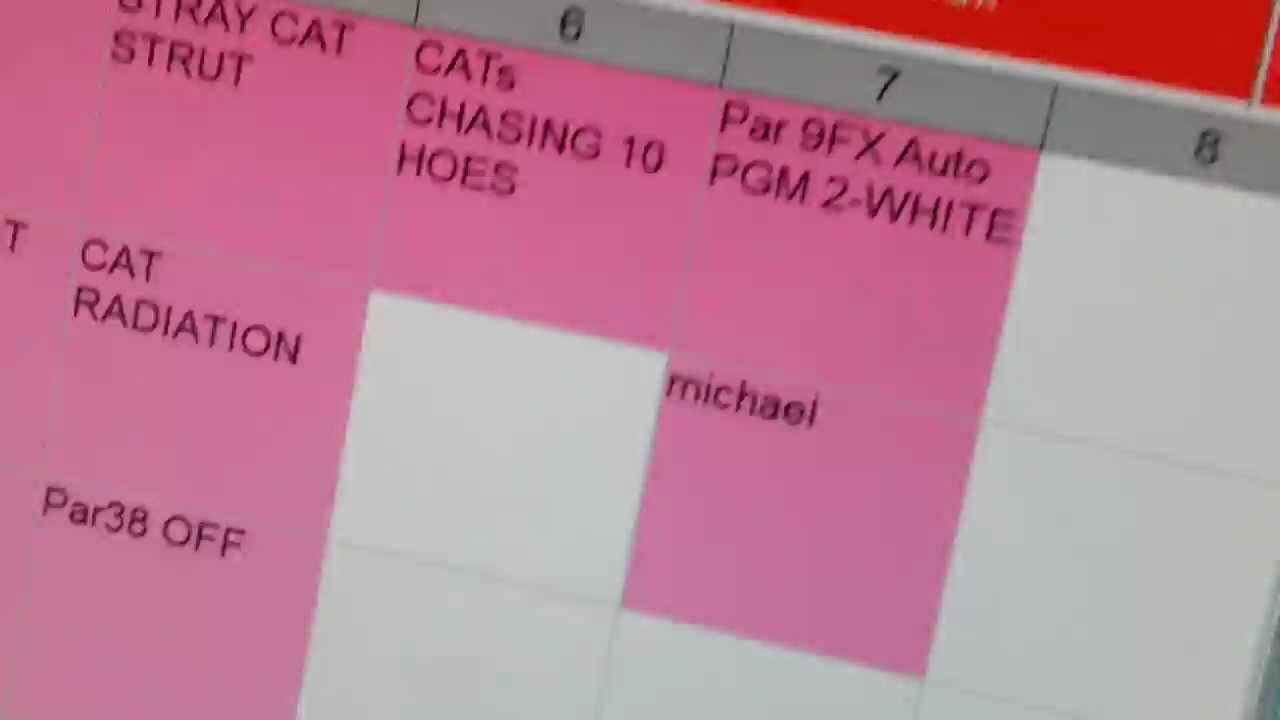 6
7
8
STRAY CAT
STRUT
CATs
CHASING 10
HOES
Par 9FX Auto
PGM 2-WHITE
T
CAT
RADIATION
michael
Par38 OFF